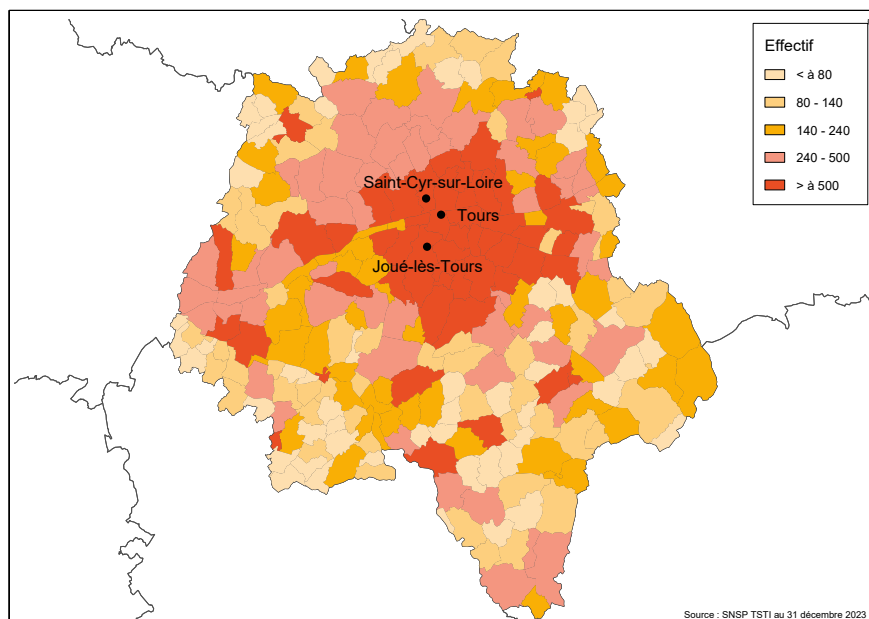 Effectif
< à 80
80 - 140
140 - 240
240 - 500
> à 500
Saint-Cyr-sur-Loire
Tours
Joué-lès-Tours
Source : SNSP TSTI au 31 décembre 2023